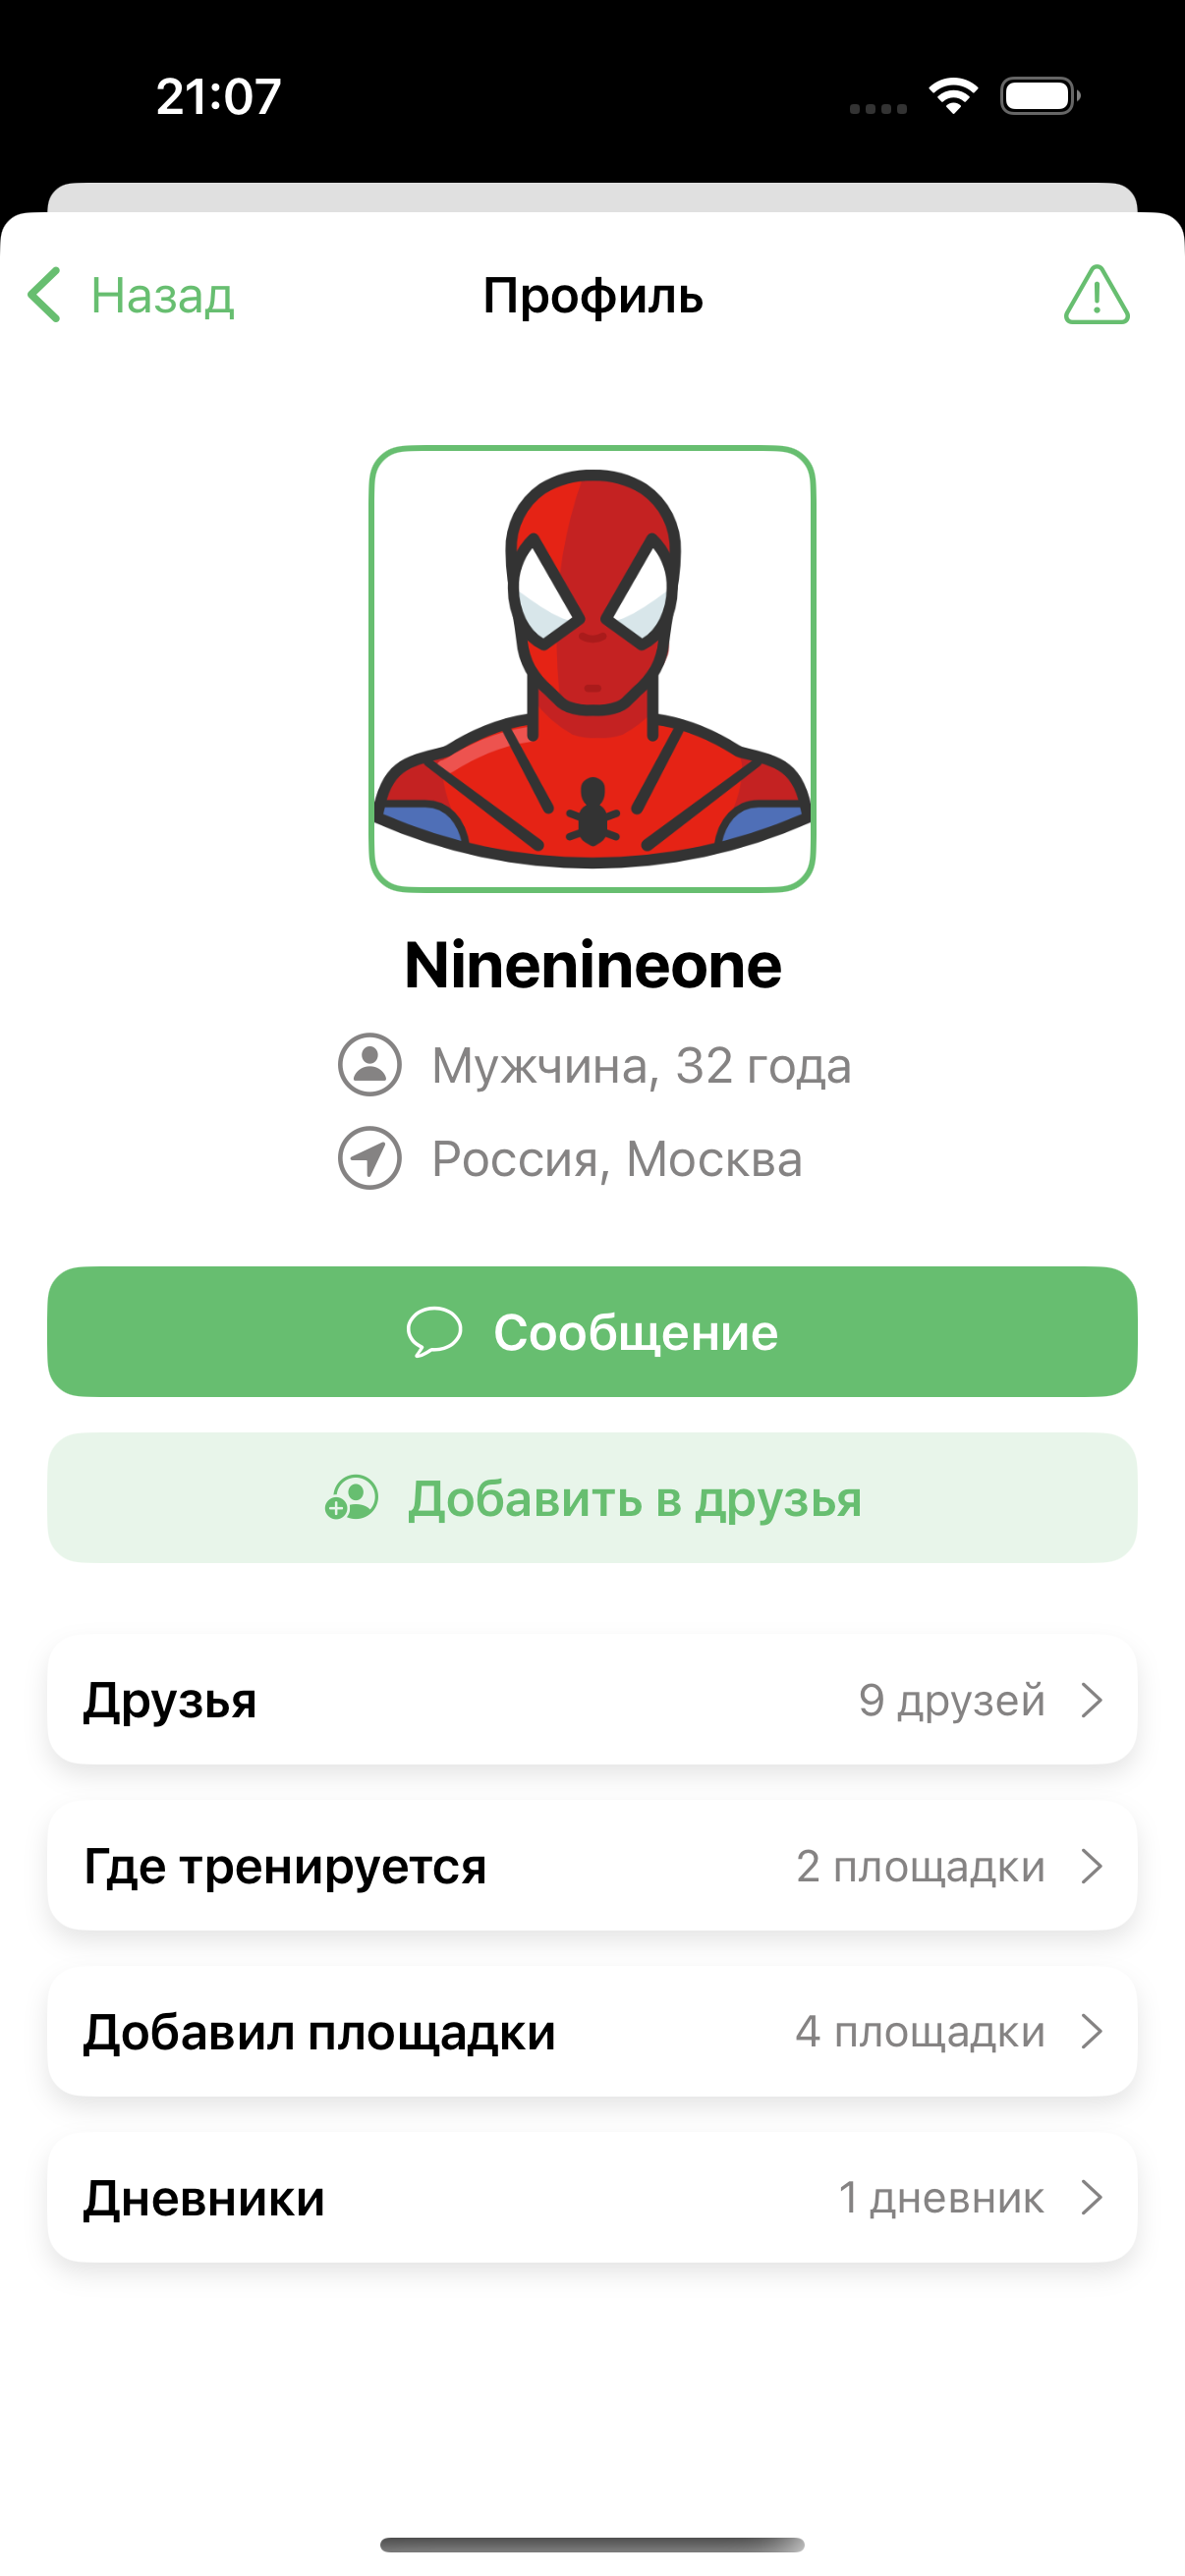 21:07
Назад
Профиль
Ninenineone
Мужчина, 32 года
Россия, Москва
Сообщение
Добавить в друзья
Друзья
9 друзей
Где тренируется
2 площадки
Добавил площадки
4 площадки
Дневники
1 дневник